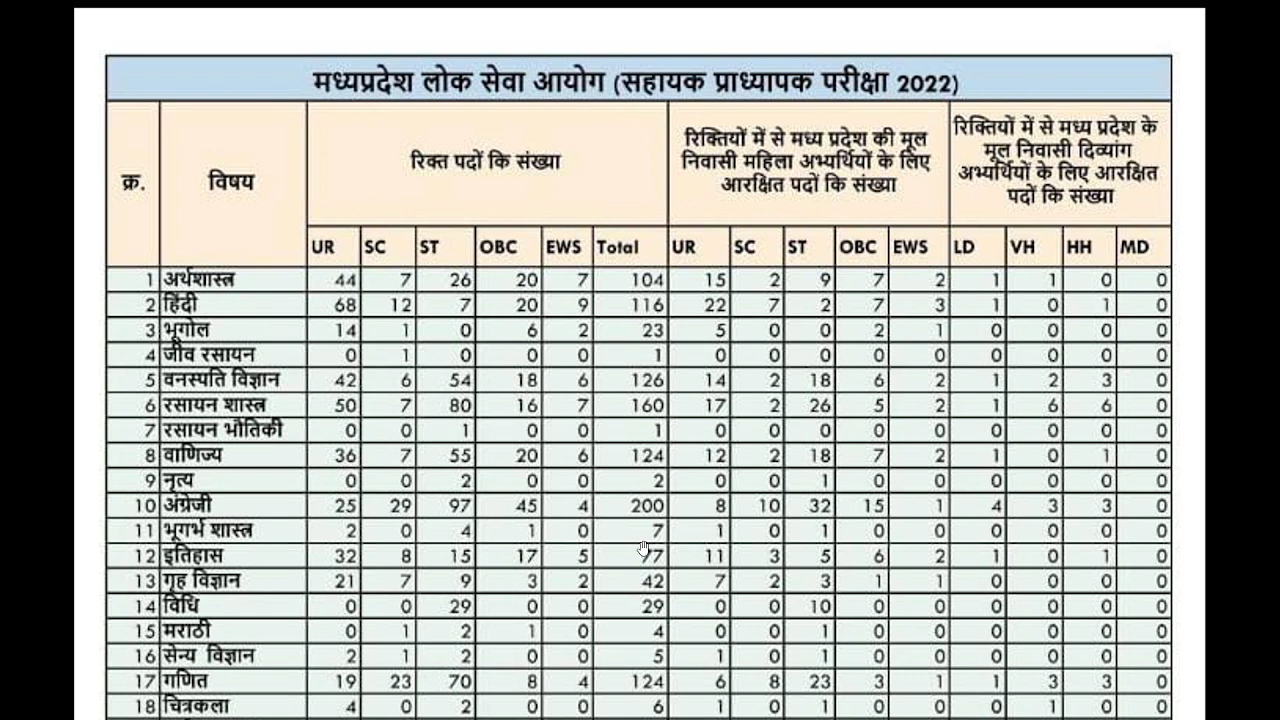 मध्यप्रदेश लोक सेवा आयोग (सहायक प्राध्यापक परीक्षा 2022)
क्र. विषय रिक्त पदों कि संख्या रिक्तियों में से मध्य प्रदेश की मूल निवासी महिला अभ्यर्थियों के लिए आरक्षित पदों कि संख्या रिक्तियों में से मध्य प्रदेश के मूल निवासी दिव्यांग अभ्यर्थियों के लिए आरक्षित पदों कि संख्या
UR SC ST OBC EWS Total UR SC ST OBC EWS LD VH HH MD
1 अर्थशास्त्र 44 7 26 20 7 104 15 2 9 7 2 1 1 0 0
2 हिंदी 68 12 7 20 9 116 22 7 2 7 3 1 0 1 0
3 भूगोल 14 1 0 6 2 23 5 0 0 2 1 0 0 0 0
4 जीव रसायन 0 1 0 0 0 1 0 0 0 0 0 0 0 0 0
5 वनस्पति विज्ञान 42 6 54 18 6 126 14 2 18 6 2 1 2 3 0
6 रसायन शास्त्र 50 7 80 16 7 160 17 2 26 5 2 1 6 6 0
7 रसायन भौतिकी 0 0 1 0 0 1 0 0 0 0 0 0 0 0 0
8 वाणिज्य 36 7 55 20 6 124 12 2 18 7 2 1 0 1 0
9 नृत्य 0 0 2 0 0 2 0 0 1 0 0 0 0 0 0
10 अंग्रेजी 25 29 97 45 4 200 8 10 32 15 1 4 3 3 0
11 भूगर्भ शास्त्र 2 0 4 1 0 7 1 0 1 0 0 0 0 0 0
12 इतिहास 32 8 15 17 5 77 11 3 5 6 2 1 0 1 0
13 गृह विज्ञान 21 7 9 3 2 42 7 2 3 1 1 0 0 0 0
14 विधि 0 0 29 0 0 29 0 0 10 0 0 0 0 0 0
15 मराठी 0 1 2 1 0 4 0 0 1 0 0 0 0 0 0
16 सेन्य विज्ञान 2 1 2 0 0 5 1 0 1 0 0 0 0 0 0
17 गणित 19 23 70 8 4 124 6 8 23 3 1 1 3 3 0
18 चित्रकला 4 0 2 0 0 6 1 0 1 0 0 0 1 0 0